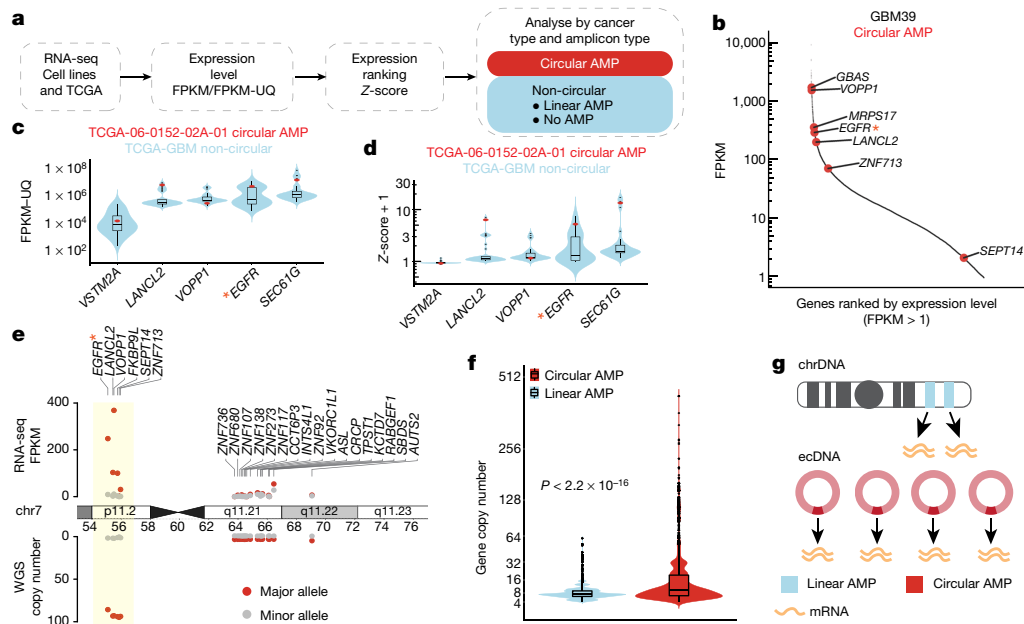 a
RNA-seq
Cell lines
and TCGA
Expression
level
FPKM/FPKM-UQ
Expression
ranking
Z-score
Analyse by cancer
type and amplicon type
Circular AMP
Non-circular
● Linear AMP
● No AMP
b
GBM39
Circular AMP
FPKM
10,000
1,000
100
10
1
GBAS
VOPP1
MRPS17
EGFR*
LANCL2
ZNF713
SEPT14
Genes ranked by expression level
(FPKM > 1)
c
TCGA-06-0152-02A-01 circular AMP
TCGA-GBM non-circular
FPKM–UQ
1 × 10⁸
1 × 10⁶
1 × 10⁴
1 × 10²
VSTM2A
LANCL2
VOPP1
*EGFR
SEC61G
d
TCGA-06-0152-02A-01 circular AMP
TCGA-GBM non-circular
Z-score + 1
30
10
1
VSTM2A
LANCL2
VOPP1
*EGFR
SEC61G
e
EGFR*
LANCL2
VOPP1
FKBP9L
SEPT14
ZNF713
RNA-seq
FPKM
400
200
0
ZNF736
ZNF680
ZNF107
ZNF138
ZNF273
ZNF117
CCT6P3
INTS4L1
ZNF92
VKORC1L1
ASL
CRCP
TPST1
KCTD7
RABGEF1
SBDS
AUTS2
chr7
p11.2
q11.21
q11.22
q11.23
54 56 58 60 62 64 66 68 70 72 74 76
WGS
copy number
0
50
100
Major allele
Minor allele
f
Circular AMP
Linear AMP
Gene copy number
512
256
128
64
32
16
8
4
P < 2.2 × 10⁻¹⁶
g
chrDNA
mRNA
ecDNA
mRNA
Linear AMP
Circular AMP
mRNA